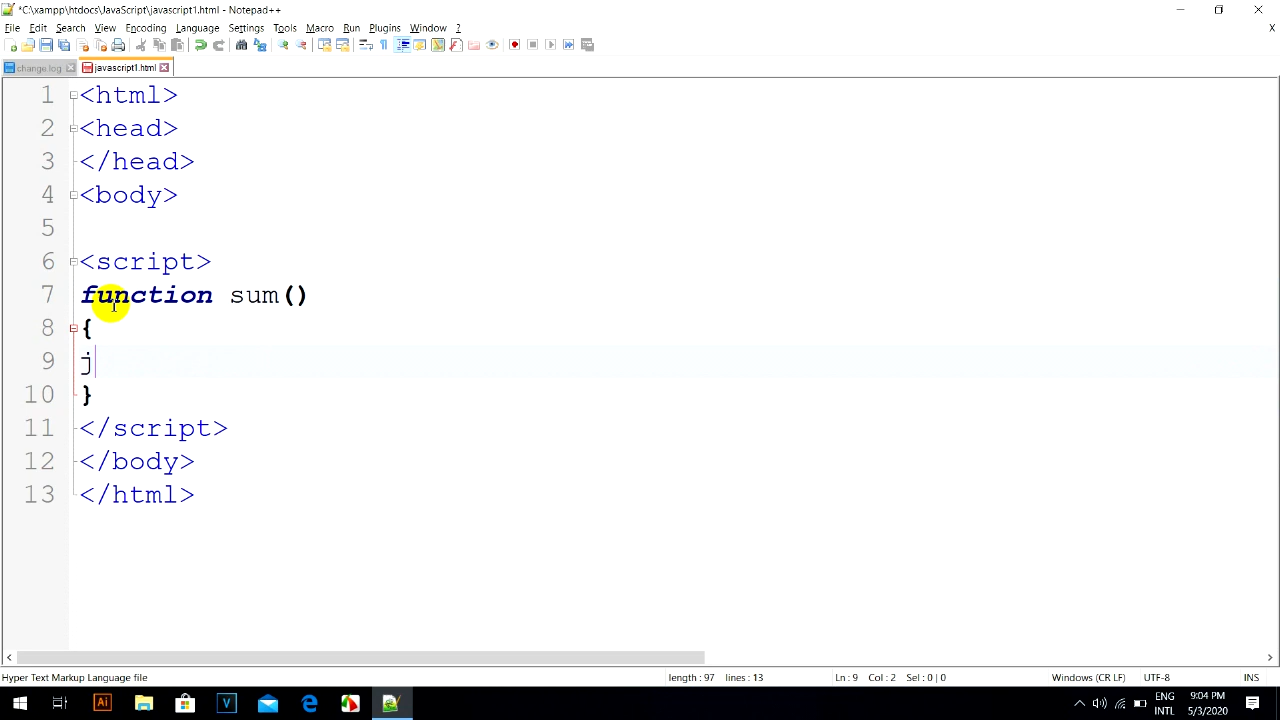 *C:\xampp\htdocs\JavaScript\javascript1.html - Notepad++
File Edit Search View Encoding Language Settings Tools Macro Run Plugins Window ?
X
change.log javascript1.html
1 <html>
2 <head>
3 </head>
4 <body>
5
6 <script>
7 function sum()
8 {
9 j
10 }
11 </script>
12 </body>
13 </html>
Hyper Text Markup Language file length : 97 lines : 13 Ln : 9 Col : 2 Sel : 0 | 0 Windows (CR LF) UTF-8 INS
Ai V ENG 9:04 PM
INTL 5/3/2020